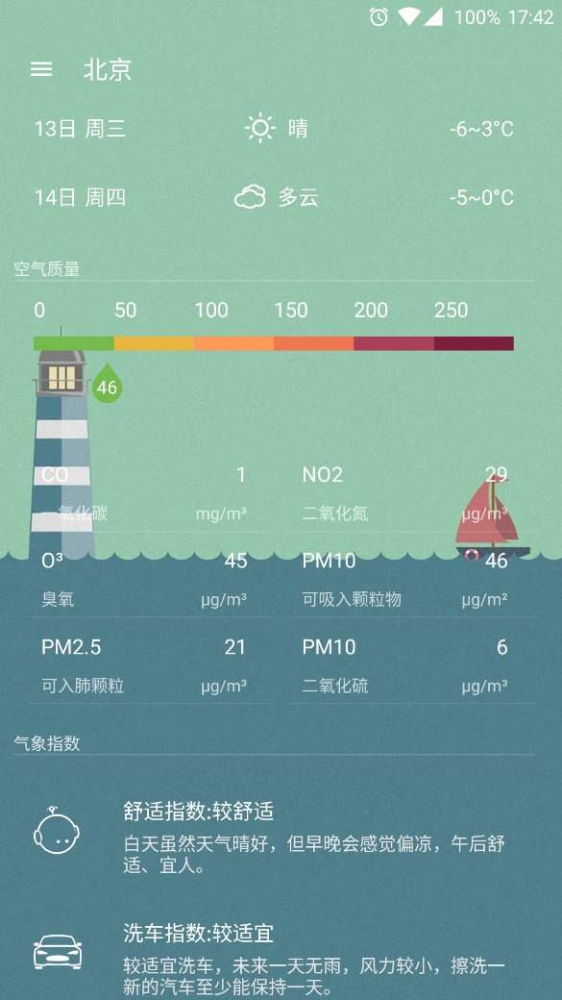 100% 17:42
北京
13日 周三 晴 -6~3°C
14日 周四 多云 -5~0°C
空气质量
0 50 100 150 200 250
46
CO 1 NO2 29
一氧化碳 mg/m³ 二氧化氮 μg/m³
O³ 45 PM10 46
臭氧 μg/m³ 可吸入颗粒物 μg/m²
PM2.5 21 PM10 6
可入肺颗粒 μg/m³ 二氧化硫 μg/m³
气象指数
舒适指数:较舒适
白天虽然天气晴好，但早晚会感觉偏凉，午后舒
适、宜人。
洗车指数:较适宜
较适宜洗车，未来一天无雨，风力较小，擦洗一
新的汽车至少能保持一天。